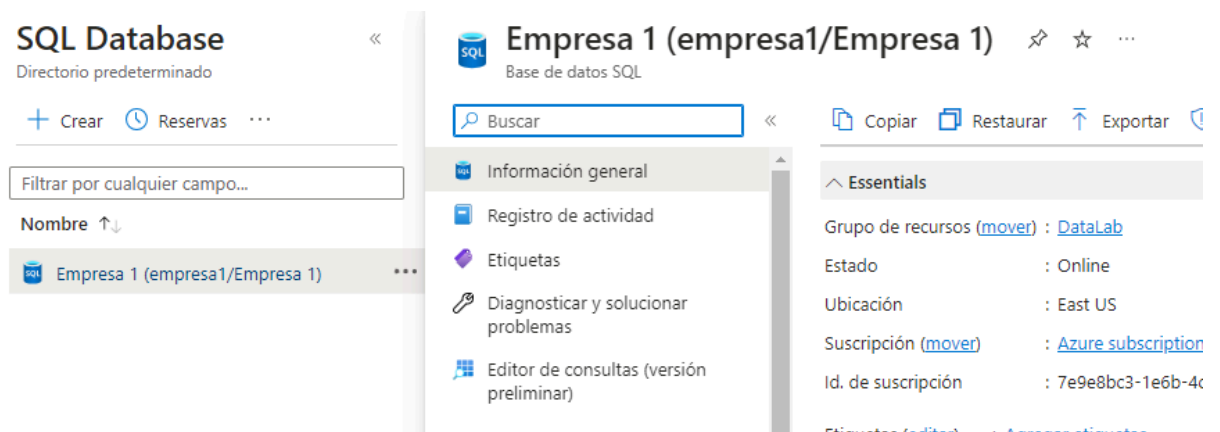 SQL Database
Directorio predeterminado
Crear Reservas
Filtrar por cualquier campo...
Nombre
Empresa 1 (empresa1/Empresa 1)
Empresa 1 (empresa1/Empresa 1)
Base de datos SQL
Buscar
Información general
Registro de actividad
Etiquetas
Diagnosticar y solucionar
problemas
Editor de consultas (versión
preliminar)
Copiar Restaurar Exportar
Essentials
Grupo de recursos (mover) : DataLab
Estado : Online
Ubicación : East US
Suscripción (mover) : Azure subscription
Id. de suscripción : 7e9e8bc3-1e6b-4c